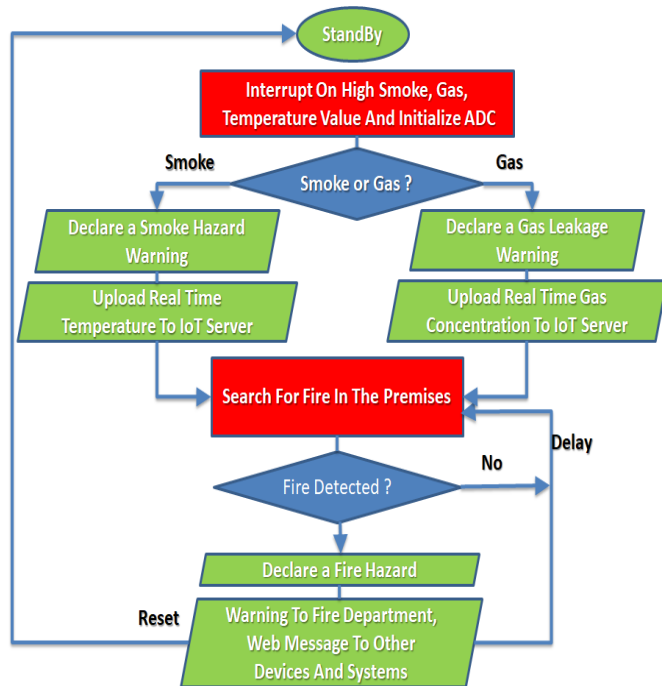 StandBy
Interrupt On High Smoke, Gas,
Temperature Value And Initialize ADC
Smoke
Gas
Smoke or Gas ?
Declare a Smoke Hazard
Warning
Declare a Gas Leakage
Warning
Upload Real Time
Temperature To IoT Server
Upload Real Time Gas
Concentration To IoT Server
Search For Fire In The Premises
Delay
No
Fire Detected ?
Declare a Fire Hazard
Reset
Warning To Fire Department,
Web Message To Other
Devices And Systems